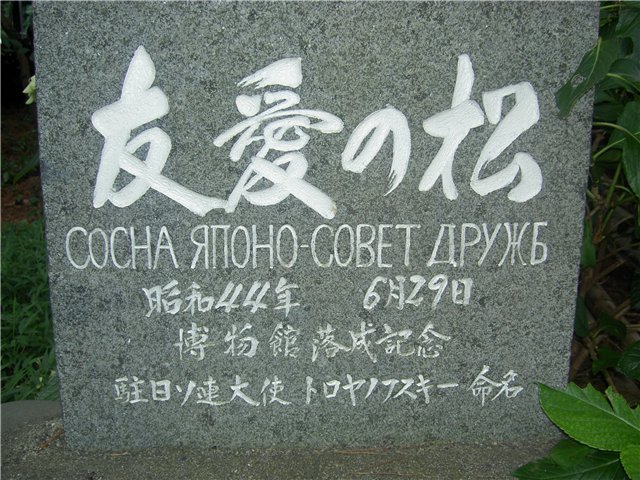 友愛の松
СОСНА ЯПОНО-СОВЕТ ДРУЖБ
昭和44年 6月29日
博物館落成記念
駐日ソ連大使 トロヤノフスキー 命名